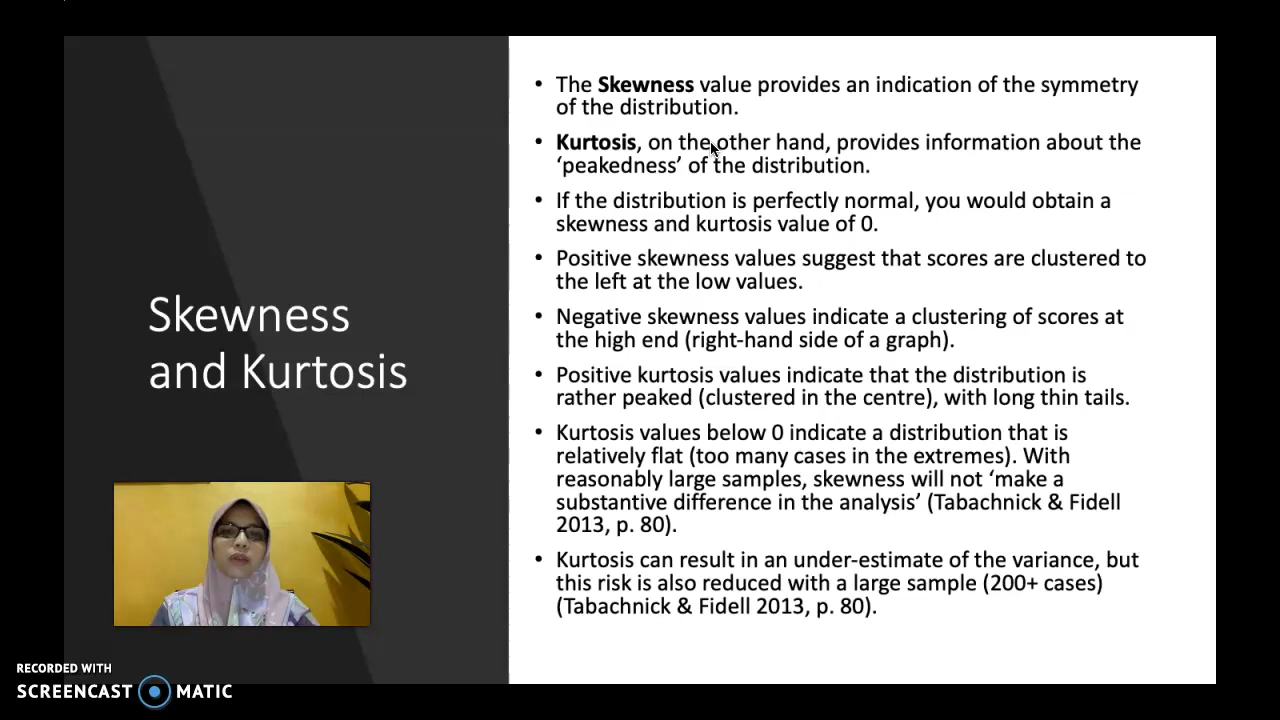 Skewness
and Kurtosis
• The Skewness value provides an indication of the symmetry
of the distribution.
• Kurtosis, on the other hand, provides information about the
‘peakedness’ of the distribution.
• If the distribution is perfectly normal, you would obtain a
skewness and kurtosis value of 0.
• Positive skewness values suggest that scores are clustered to
the left at the low values.
• Negative skewness values indicate a clustering of scores at
the high end (right-hand side of a graph).
• Positive kurtosis values indicate that the distribution is
rather peaked (clustered in the centre), with long thin tails.
• Kurtosis values below 0 indicate a distribution that is
relatively flat (too many cases in the extremes). With
reasonably large samples, skewness will not ‘make a
substantive difference in the analysis’ (Tabachnick & Fidell
2013, p. 80).
• Kurtosis can result in an under-estimate of the variance, but
this risk is also reduced with a large sample (200+ cases)
(Tabachnick & Fidell 2013, p. 80).
RECORDED WITH
SCREENCAST MATIC